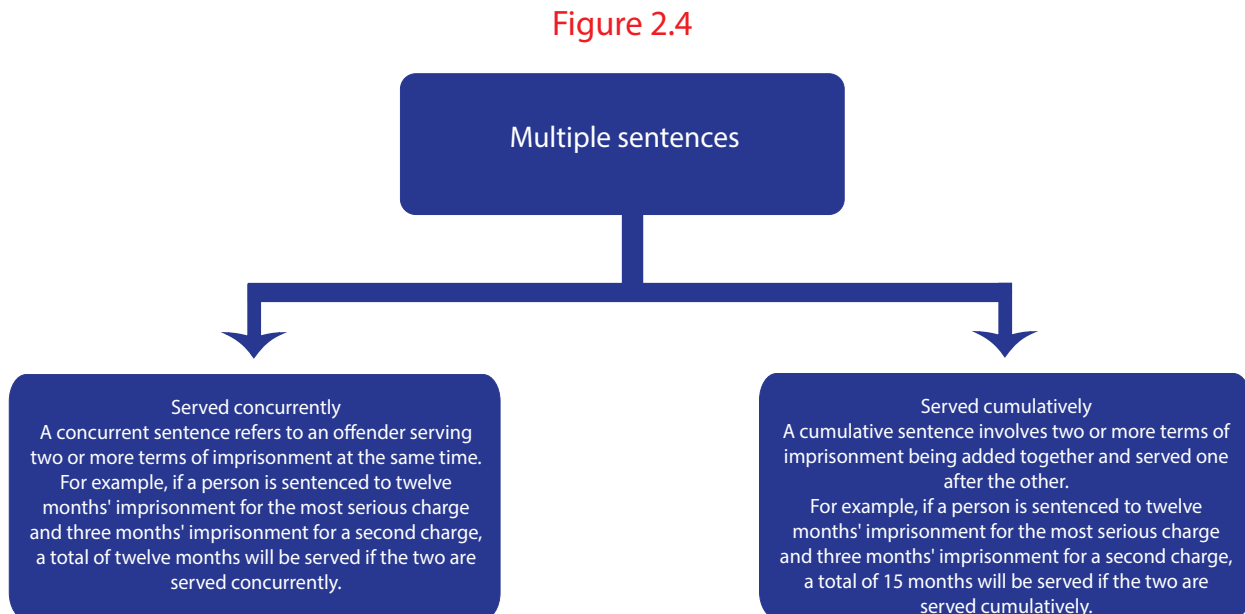 Figure 2.4
Multiple sentences
Served concurrently
A concurrent sentence refers to an offender serving
two or more terms of imprisonment at the same time.
For example, if a person is sentenced to twelve
months' imprisonment for the most serious charge
and three months' imprisonment for a second charge,
a total of twelve months will be served if the two are
served concurrently.
Served cumulatively
A cumulative sentence involves two or more terms of
imprisonment being added together and served one
after the other.
For example, if a person is sentenced to twelve
months' imprisonment for the most serious charge
and three months' imprisonment for a second charge,
a total of 15 months will be served if the two are
served cumulatively.